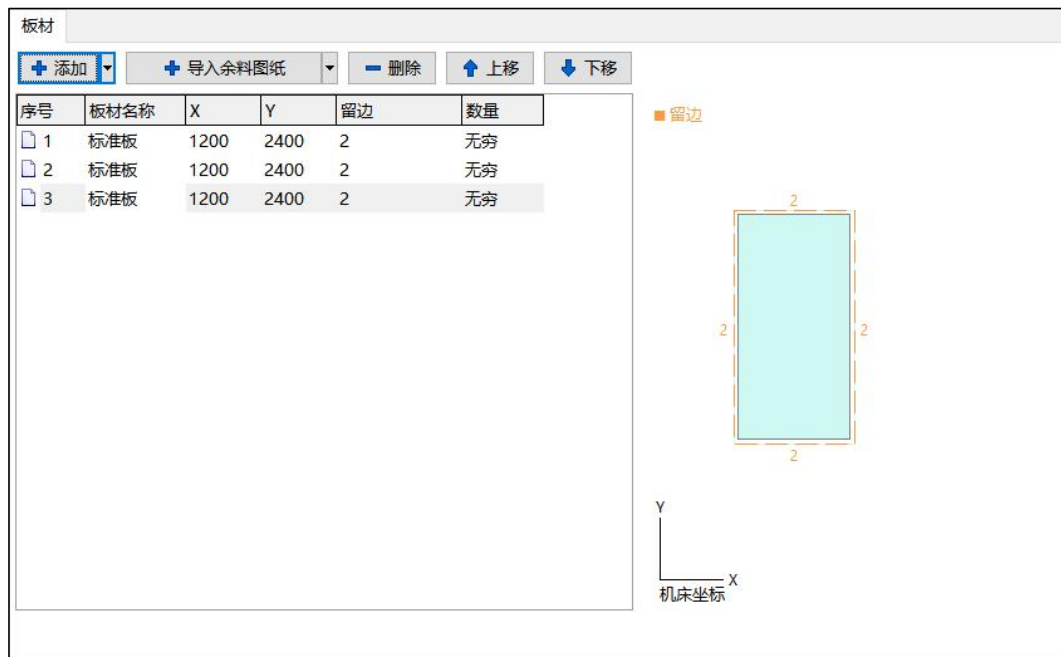 板材
添加 导入余料图纸 删除 上移 下移
序号 板材名称 X Y 留边 数量
1 标准板 1200 2400 2 无穷
2 标准板 1200 2400 2 无穷
3 标准板 1200 2400 2 无穷
留边
2
2 2
2
Y
X
机床坐标